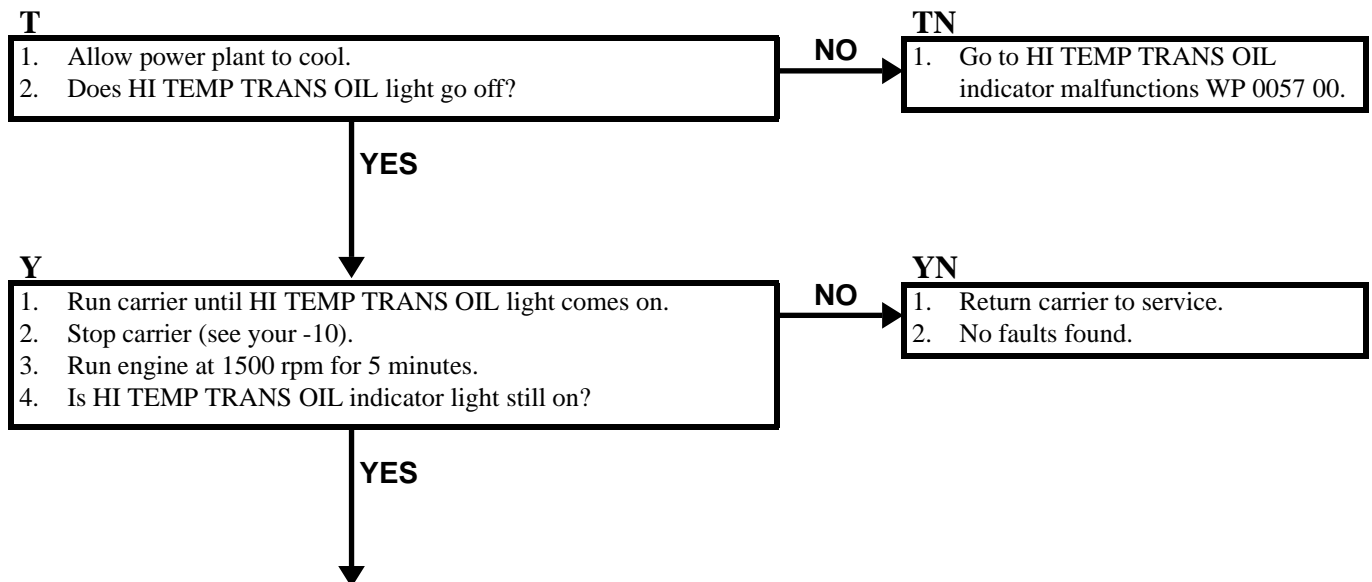 T
1. Allow power plant to cool.
2. Does HI TEMP TRANS OIL light go off?
NO
TN
1. Go to HI TEMP TRANS OIL
indicator malfunctions WP 0057 00.
YES
Y
1. Run carrier until HI TEMP TRANS OIL light comes on.
2. Stop carrier (see your -10).
3. Run engine at 1500 rpm for 5 minutes.
4. Is HI TEMP TRANS OIL indicator light still on?
NO
YN
1. Return carrier to service.
2. No faults found.
YES